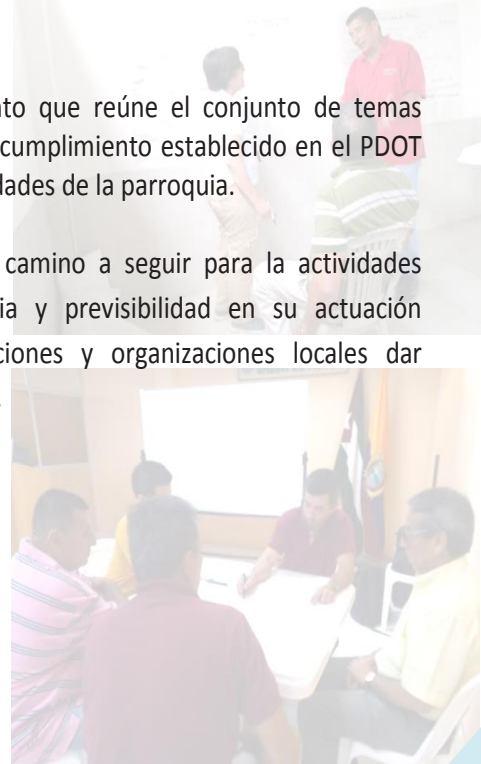 to que reúne el conjunto de temas
cumplimiento establecido en el PDOT
dades de la parroquia.
camino a seguir para la actividades
ia y previsibilidad en su actuación
ciones y organizaciones locales dar